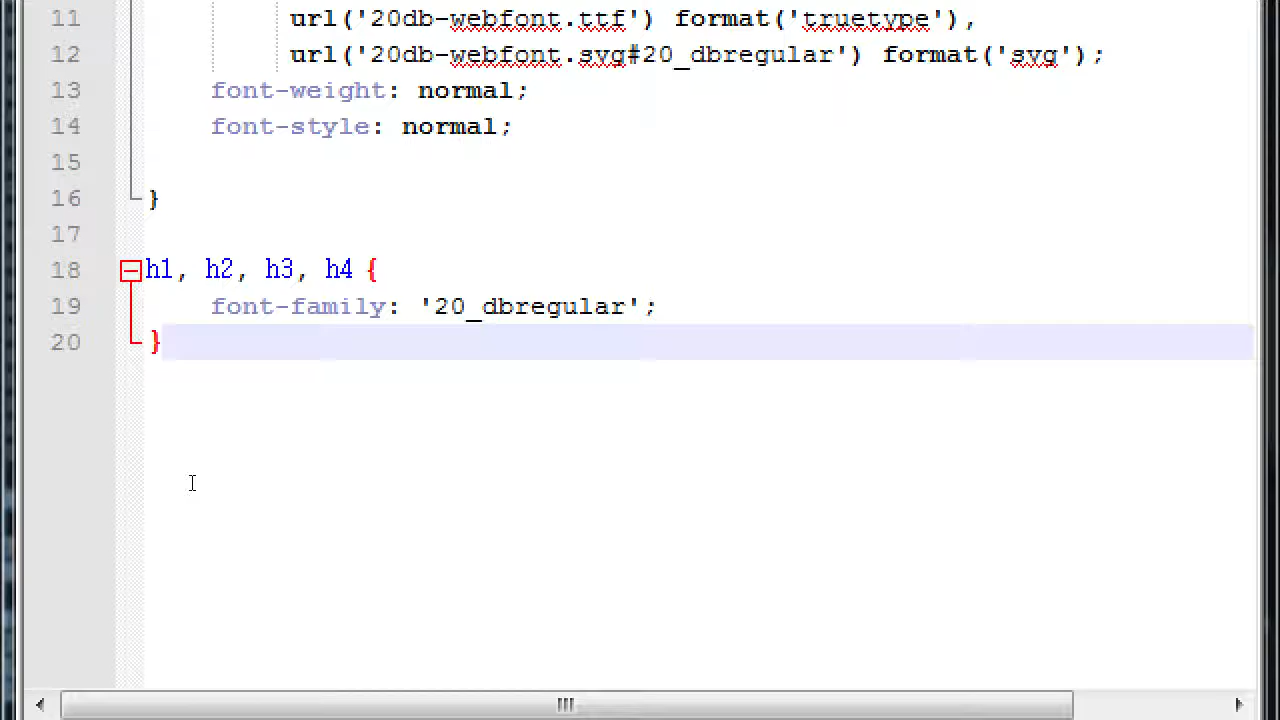 11 url('20db-webfont.ttf') format('truetype'),
12 url('20db-webfont.svg#20_dbregular') format('svg');
13 font-weight: normal;
14 font-style: normal;
15
16 }
17
18 h1, h2, h3, h4 {
19 font-family: '20_dbregular';
20 }